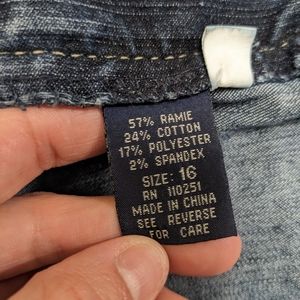 57% RAMIE
24% COTTON
17% POLYESTER
2% SPANDEX
SIZE: 16
RN 110251
MADE IN CHINA
SEE REVERSE
FOR CARE